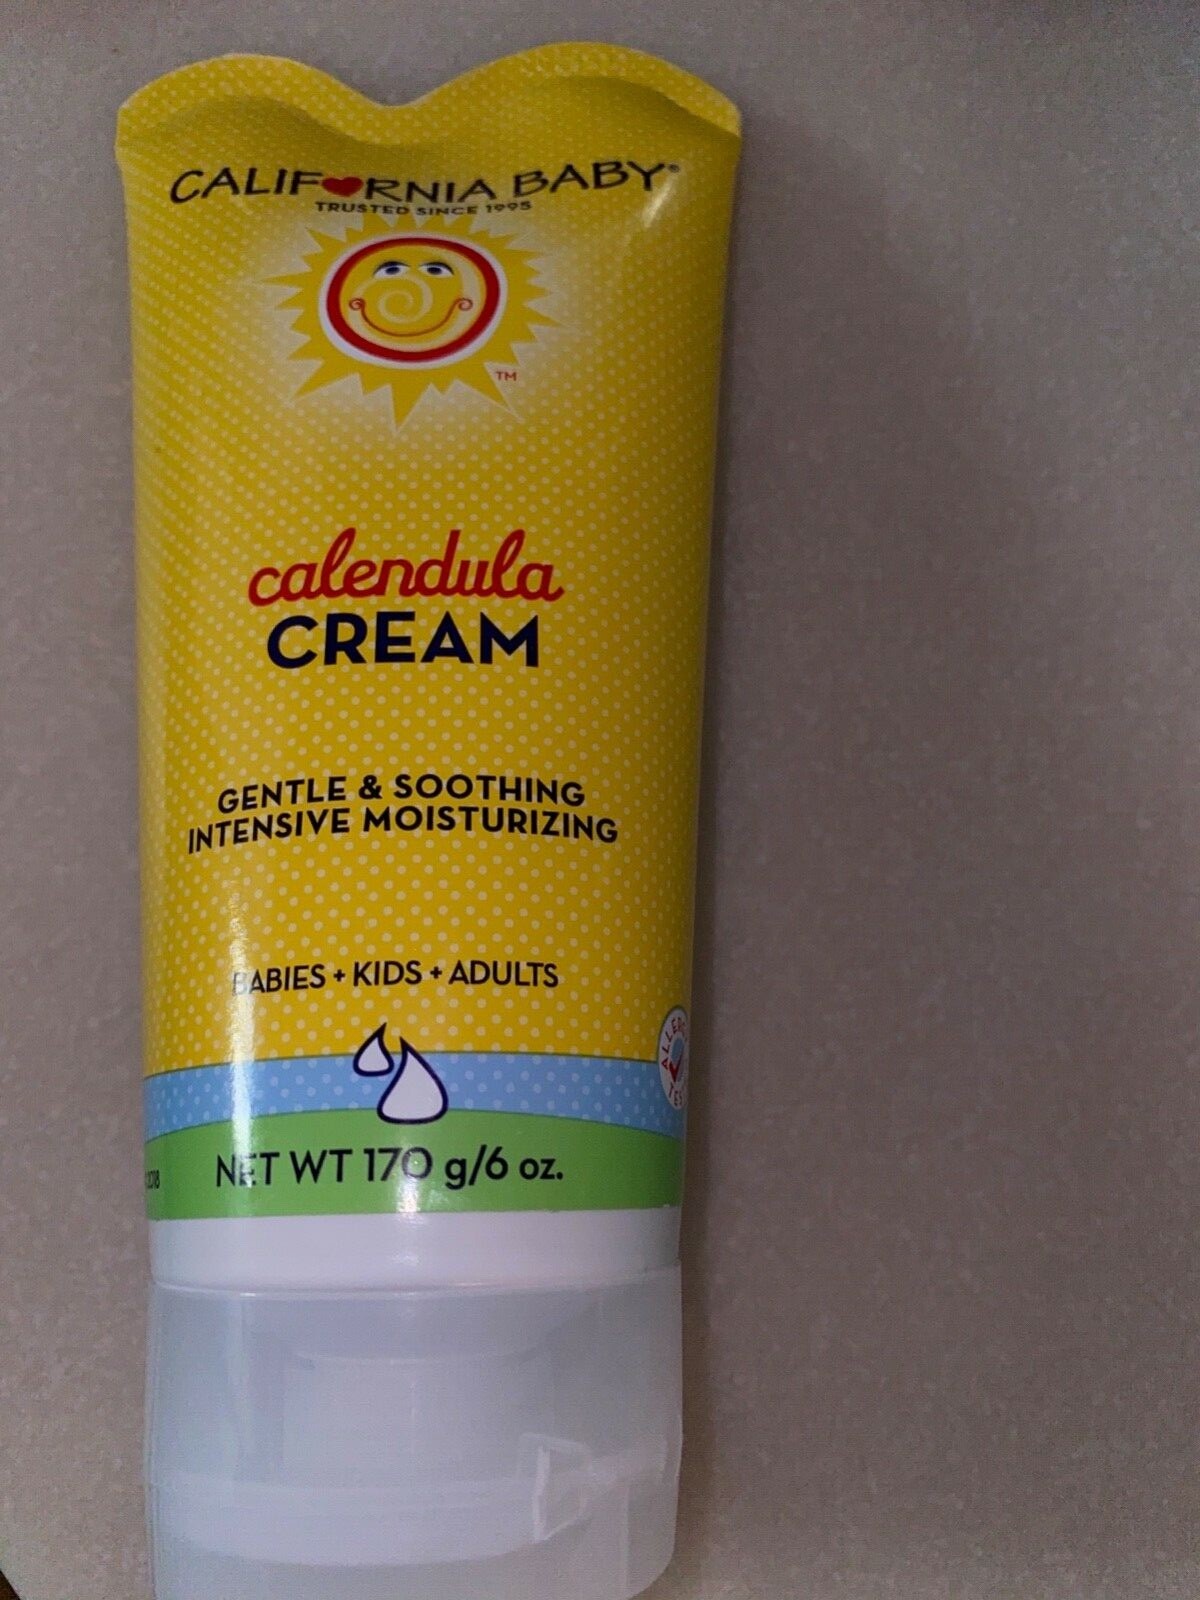 CALIFORNIA BABY®
TRUSTED SINCE 1995
TM
calendula
CREAM
GENTLE & SOOTHING
INTENSIVE MOISTURIZING
BABIES + KIDS + ADULTS
NET WT 170 g/6 oz.